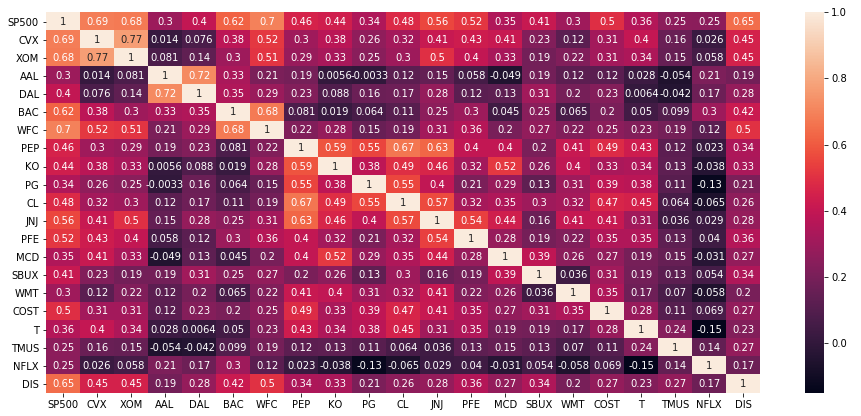 SP500 1 0.69 0.68 0.3 0.4 0.62 0.7 0.46 0.44 0.34 0.48 0.56 0.52 0.35 0.41 0.3 0.5 0.36 0.25 0.25 0.65 1.0
CVX 0.69 1 0.77 0.014 0.076 0.38 0.52 0.3 0.38 0.26 0.32 0.41 0.43 0.41 0.23 0.12 0.31 0.4 0.16 0.026 0.45
XOM 0.68 0.77 1 0.081 0.14 0.3 0.51 0.29 0.33 0.25 0.3 0.5 0.4 0.33 0.19 0.22 0.31 0.34 0.15 0.058 0.45
AAL 0.3 0.014 0.081 1 0.72 0.33 0.21 0.19 0.0056 -0.0033 0.12 0.15 0.058 -0.049 0.19 0.12 0.12 0.028 -0.054 0.21 0.19
DAL 0.4 0.076 0.14 0.72 1 0.35 0.29 0.23 0.088 0.16 0.17 0.28 0.12 0.13 0.31 0.2 0.23 0.0064 -0.042 0.17 0.28 0.8
BAC 0.62 0.38 0.3 0.33 0.35 1 0.68 0.081 0.019 0.064 0.11 0.25 0.3 0.045 0.25 0.065 0.2 0.05 0.099 0.3 0.42
WFC 0.7 0.52 0.51 0.21 0.29 0.68 1 0.22 0.28 0.15 0.19 0.31 0.36 0.2 0.27 0.22 0.25 0.23 0.19 0.12 0.5
PEP 0.46 0.3 0.29 0.19 0.23 0.081 0.22 1 0.59 0.55 0.67 0.63 0.4 0.4 0.2 0.41 0.49 0.43 0.12 0.023 0.34 0.6
KO 0.44 0.38 0.33 0.0056 0.088 0.019 0.28 0.59 1 0.38 0.49 0.46 0.32 0.52 0.26 0.4 0.33 0.34 0.13 -0.038 0.33
PG 0.34 0.26 0.25 -0.0033 0.16 0.064 0.15 0.55 0.38 1 0.55 0.4 0.21 0.29 0.13 0.31 0.39 0.38 0.11 -0.13 0.21
CL 0.48 0.32 0.3 0.12 0.17 0.11 0.19 0.67 0.49 0.55 1 0.57 0.32 0.35 0.3 0.32 0.47 0.45 0.064 -0.065 0.26
JNJ 0.56 0.41 0.5 0.15 0.28 0.25 0.31 0.63 0.46 0.4 0.57 1 0.54 0.44 0.16 0.41 0.41 0.31 0.036 0.029 0.28 0.4
PFE 0.52 0.43 0.4 0.058 0.12 0.3 0.36 0.4 0.32 0.21 0.32 0.54 1 0.28 0.19 0.22 0.35 0.35 0.13 0.04 0.36
MCD 0.35 0.41 0.33 -0.049 0.13 0.045 0.2 0.4 0.52 0.29 0.35 0.44 0.28 1 0.39 0.26 0.27 0.19 0.15 -0.031 0.27
SBUX 0.41 0.23 0.19 0.19 0.31 0.25 0.27 0.2 0.26 0.13 0.3 0.16 0.19 0.39 1 0.036 0.31 0.19 0.13 0.054 0.34 0.2
WMT 0.3 0.12 0.22 0.12 0.2 0.065 0.22 0.41 0.4 0.31 0.32 0.41 0.22 0.26 0.036 1 0.35 0.17 0.07 -0.058 0.2
COST 0.5 0.31 0.31 0.12 0.23 0.2 0.25 0.49 0.33 0.39 0.47 0.41 0.35 0.27 0.31 0.35 1 0.28 0.11 0.069 0.27
T 0.36 0.4 0.34 0.028 0.0064 0.05 0.23 0.43 0.34 0.38 0.45 0.31 0.35 0.19 0.19 0.17 0.28 1 0.24 -0.15 0.23
TMUS 0.25 0.16 0.15 -0.054 -0.042 0.099 0.19 0.12 0.13 0.11 0.064 0.036 0.13 0.15 0.13 0.07 0.11 0.24 1 0.14 0.27 0.0
NFLX 0.25 0.026 0.058 0.21 0.17 0.3 0.12 0.023 -0.038 -0.13 -0.065 0.029 0.04 -0.031 0.054 -0.058 0.069 -0.15 0.14 1 0.17
DIS 0.65 0.45 0.45 0.19 0.28 0.42 0.5 0.34 0.33 0.21 0.26 0.28 0.36 0.27 0.34 0.2 0.27 0.23 0.27 0.17 1
SP500 CVX XOM AAL DAL BAC WFC PEP KO PG CL JNJ PFE MCD SBUX WMT COST T TMUS NFLX DIS